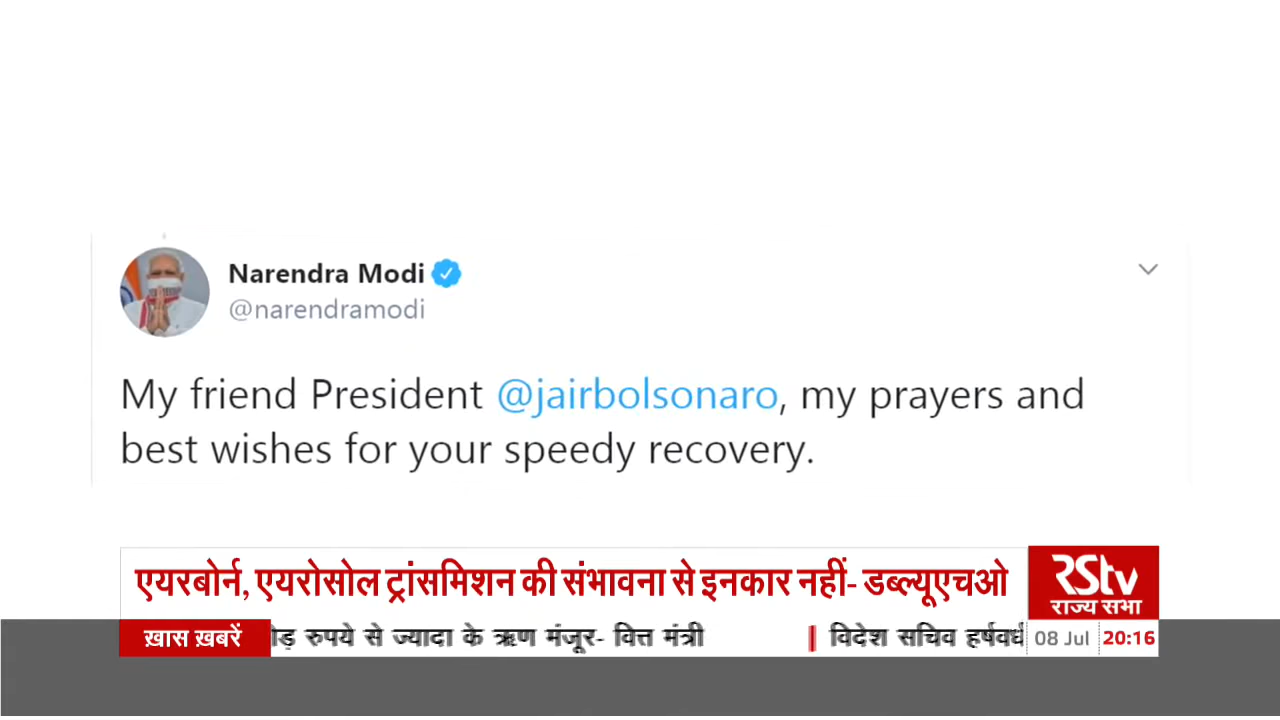 Narendra Modi
@narendramodi
My friend President @jairbolsonaro, my prayers and
best wishes for your speedy recovery.
एयरबोर्न, एयरोसोल ट्रांसमिशन की संभावना से इनकार नहीं- डब्ल्यूएचओ
RStv
राज्य सभा
ख़ास ख़बरें
रुपये से ज्यादा के ऋण मंजूर- वित्त मंत्री
विदेश सचिव
08 Jul
20:16